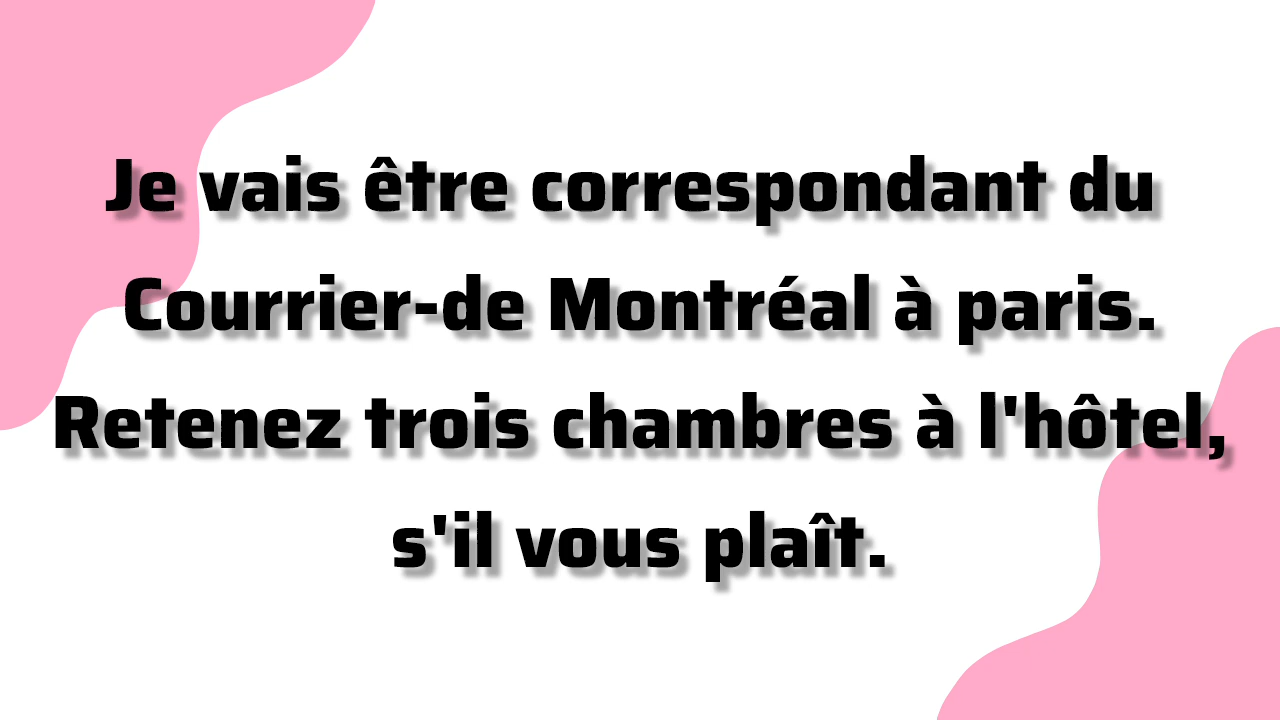 Je vais être correspondant du
Courrier-de Montréal à paris.
Retenez trois chambres à l'hôtel,
s'il vous plaît.